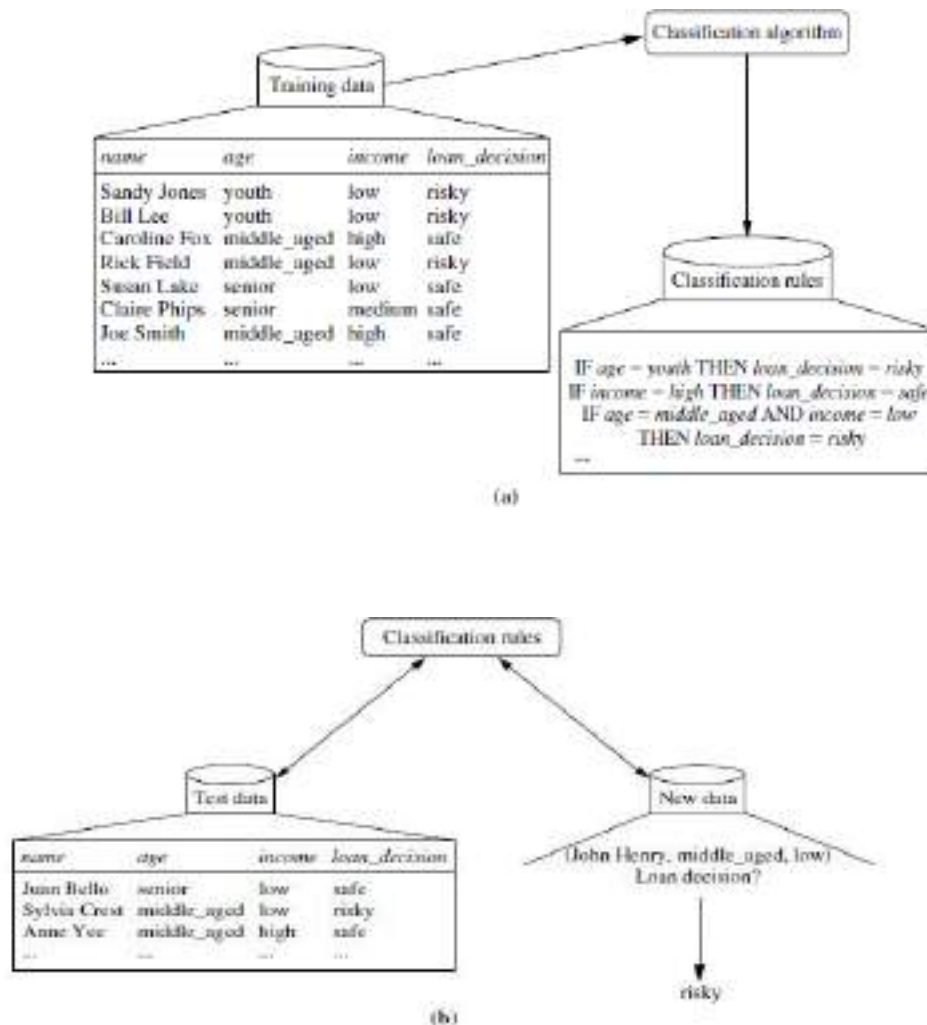 Classification algorithm
Training data
name age income loan_decision
Sandy Jones youth low risky
Bill Lee youth low risky
Caroline Fox middle_aged high safe
Rick Field middle_aged low risky
Susan Lake senior low safe
Claire Phips senior medium safe
Joe Smith middle_aged high safe
... ... ... ...
Classification rules
IF age = youth THEN loan_decision = risky
IF income = high THEN loan_decision = safe
IF age = middle_aged AND income = low
THEN loan_decision = risky
...
(a)
Classification rules
Test data
name age income loan_decision
Juan Bello senior low safe
Sylvia Crest middle_aged low risky
Anne Yee middle_aged high safe
... ... ... ...
New data
(John Henry, middle_aged, low)
Loan decision?
risky
(b)